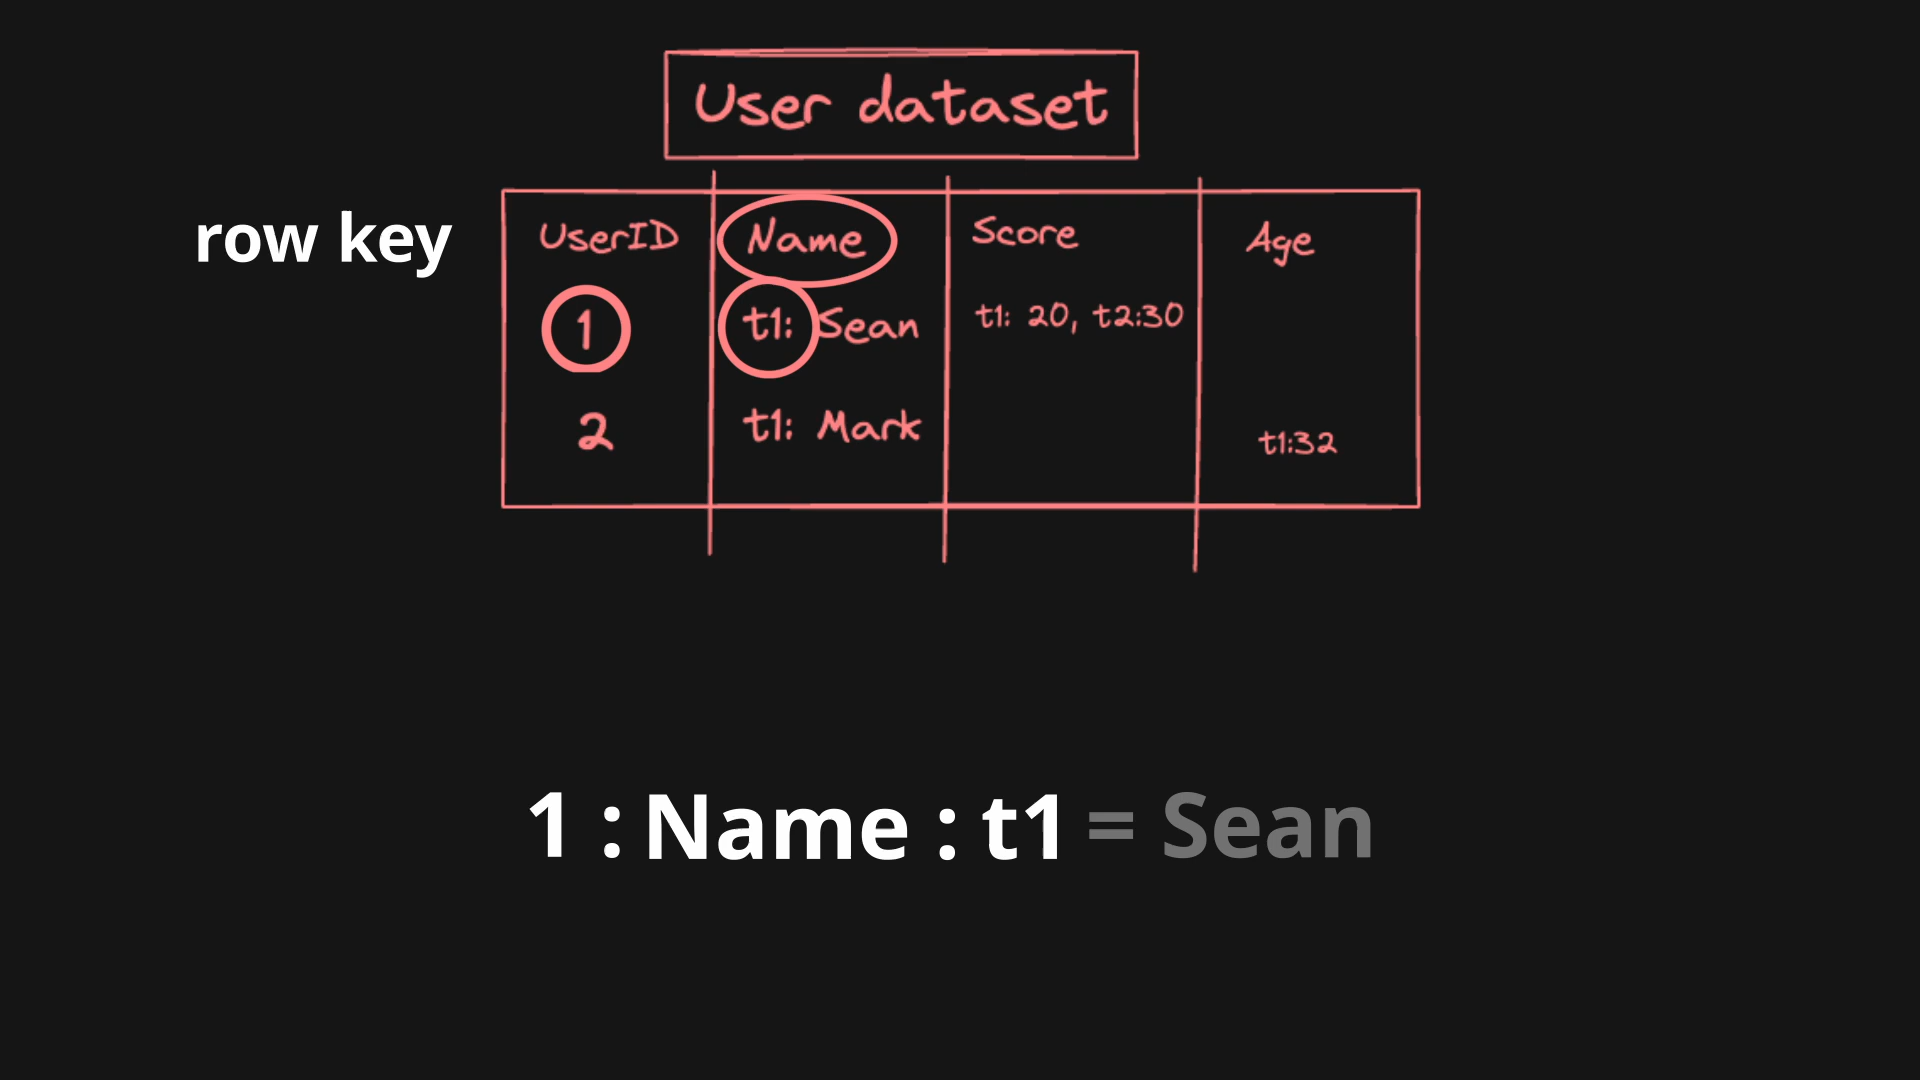 User dataset
row key
UserID Name Score Age
1 t1: Sean t1: 20, t2:30
2 t1: Mark t1:32
1 : Name : t1 = Sean